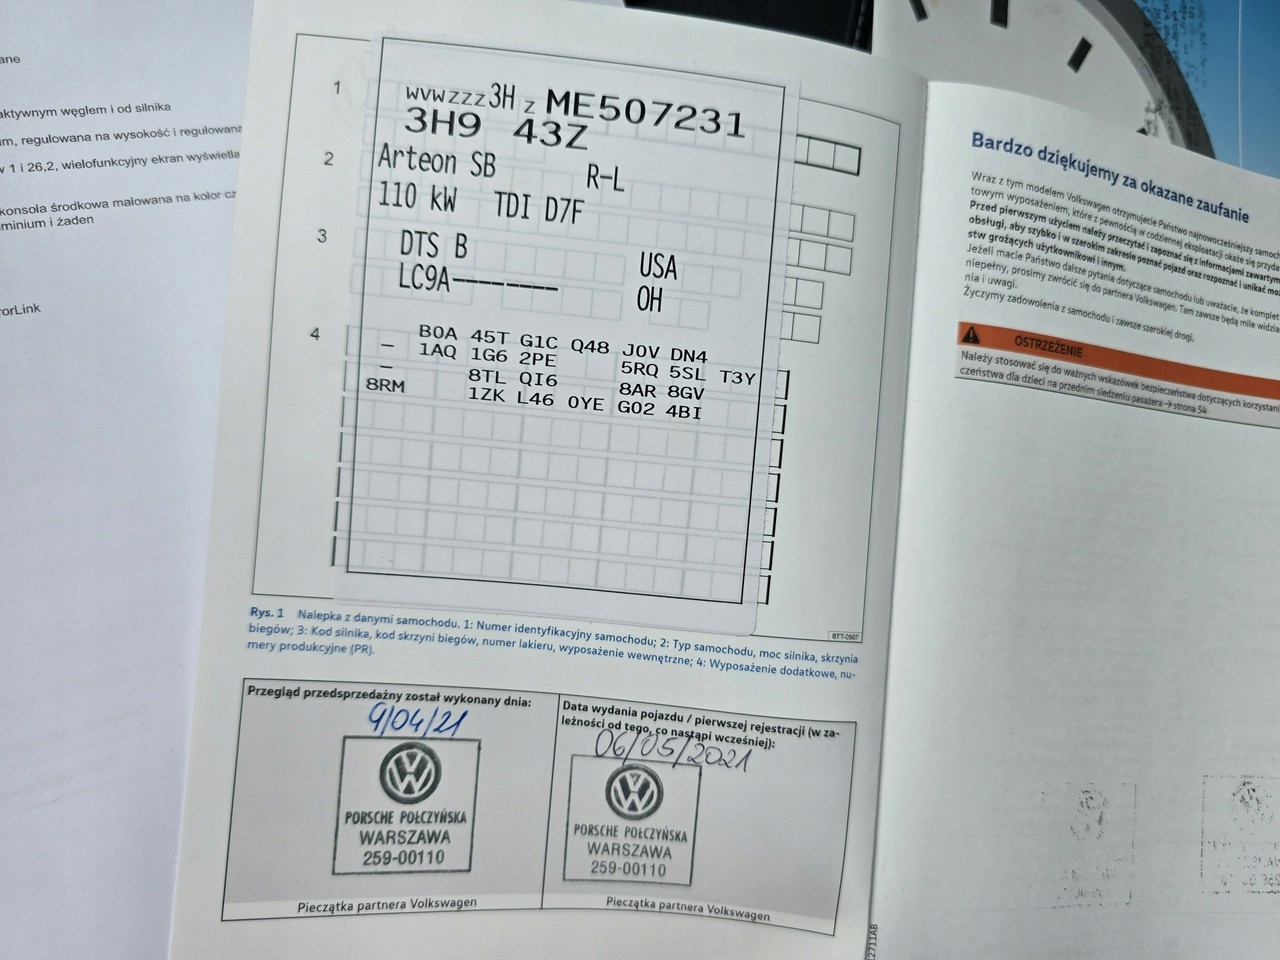 ane
aktywnym węglem i od silnika
um, regulowana na wysokość i regulowana
v 1 i 26,2, wielofunkcyjny ekran wyświetla
konsola środkowa malowana na kolor cz
minium i żaden
rorLink
1
WVWZZZ3H Z ME507231
3H9 43Z
2
Arteon SB R-L
110 kW TDI D7F
3
DTS B USA
LC9A--------- OH
4
B0A 45T G1C Q48 J0V DN4
– 1AQ 1G6 2PE 5RQ 5SL T3Y
– 8TL QI6 8AR 8GV
8RM 1ZK L46 0YE G02 4BI
BTT-0907
Rys. 1 Nalepka z danymi samochodu. 1: Numer identyfikacyjny samochodu; 2: Typ samochodu, moc silnika, skrzynia
biegów; 3: Kod silnika, kod skrzyni biegów, numer lakieru, wyposażenie wewnętrzne; 4: Wyposażenie dodatkowe, nu-
mery produkcyjne (PR).
Przegląd przedsprzedażny został wykonany dnia:
9/04/21
PORSCHE POŁCZYŃSKA
WARSZAWA
259-00110
Pieczątka partnera Volkswagen
Data wydania pojazdu / pierwszej rejestracji (w za-
leżności od tego, co nastąpi wcześniej):
06/05/2021
PORSCHE POŁCZYŃSKA
WARSZAWA
259-00110
Pieczątka partnera Volkswagen
2711AB
Bardzo dziękujemy za okazane zaufanie
Wraz z tym modelem Volkswagen otrzymujecie Państwo najnowocześniejszy samoch
towym wyposażeniem, które z pewnością w codziennej eksploatacji okaże się przyda
Przed pierwszym użyciem należy przeczytać i zapoznać się z informacjami zawartym
obsługi, aby szybko i w szerokim zakresie poznać pojazd oraz rozpoznać i unikać moż
stw grożących użytkownikowi i innym.
Jeżeli macie Państwo dalsze pytania dotyczące samochodu lub uważacie, że komplet
niepełny, prosimy zwrócić się do partnera Volkswagen. Tam zawsze będą mile widzia
nia i uwagi.
Życzymy zadowolenia z samochodu i zawsze szerokiej drogi.
OSTRZEŻENIE
Należy stosować się do ważnych wskazówek bezpieczeństwa dotyczących korzystani
czeństwa dla dzieci na przednim siedzeniu pasażera → strona 54